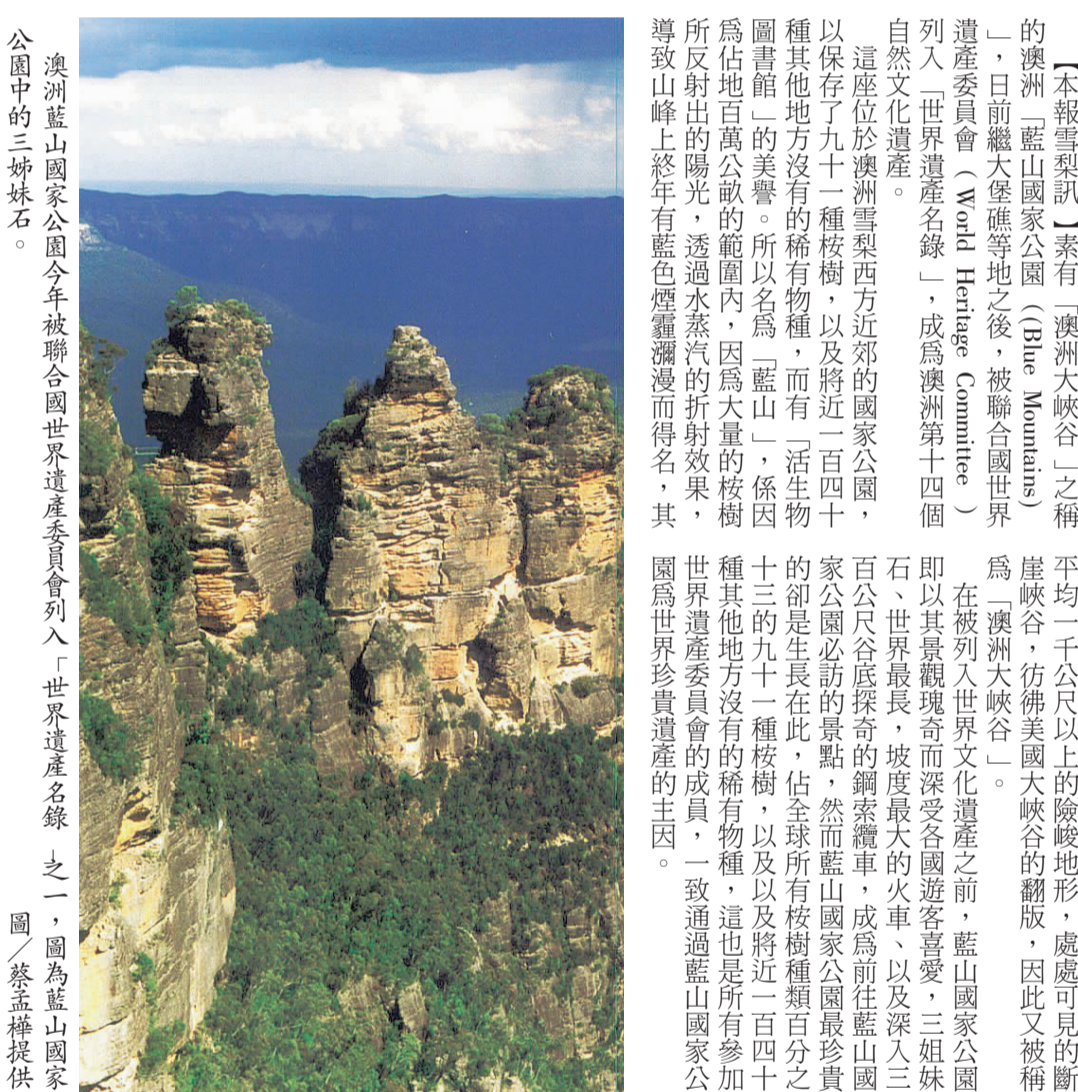 【本報雪梨訊】素有「澳洲大峽谷」之稱
的澳洲「藍山國家公園（(Blue Mountains)
」，日前繼大堡礁等地之後，被聯合國世界
遺產委員會（World Heritage Committee）
列入「世界遺產名錄」，成為澳洲第十四個
自然文化遺產。
這座位於澳洲雪梨西方近郊的國家公園，
以保存了九十一種桉樹，以及將近一百四十
種其他地方沒有的稀有物種，而有「活生物
圖書館」的美譽。所以名為「藍山」，係因
為佔地百萬公畝的範圍內，因為大量的桉樹
所反射出的陽光，透過水蒸汽的折射效果，
導致山峰上終年有藍色煙霾瀰漫而得名，其
平均一千公尺以上的險峻地形，處處可見的斷
崖峽谷，彷彿美國大峽谷的翻版，因此又被稱
為「澳洲大峽谷」。
在被列入世界文化遺產之前，藍山國家公園
即以其景觀瑰奇而深受各國遊客喜愛，三姐妹
石、世界最長，坡度最大的火車、以及深入三
百公尺谷底探奇的鋼索纜車，成為前往藍山國
家公園必訪的景點，然而藍山國家公園最珍貴
的卻是生長在此，佔全球所有桉樹種類百分之
十三的九十一種桉樹，以及以及將近一百四十
種其他地方沒有的稀有物種，這也是所有參加
世界遺產委員會的成員，一致通過藍山國家公
園為世界珍貴遺產的主因。
澳洲藍山國家公園今年被聯合國世界遺產委員會列入「世界遺產名錄」之一，圖為藍山國家
公園中的三姊妹石。
圖／蔡孟樺提供